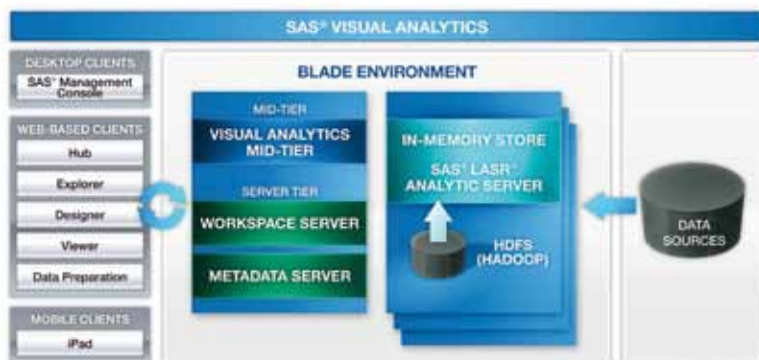 SAS® VISUAL ANALYTICS
DESKTOP CLIENTS
SAS® Management
Console
WEB-BASED CLIENTS
Hub
Explorer
Designer
Viewer
Data Preparation
MOBILE CLIENTS
iPad
BLADE ENVIRONMENT
MID-TIER
VISUAL ANALYTICS
MID-TIER
SERVER TIER
WORKSPACE SERVER
METADATA SERVER
IN-MEMORY STORE
SAS® LASR™
ANALYTIC SERVER
HDFS
(HADOOP)
DATA
SOURCES